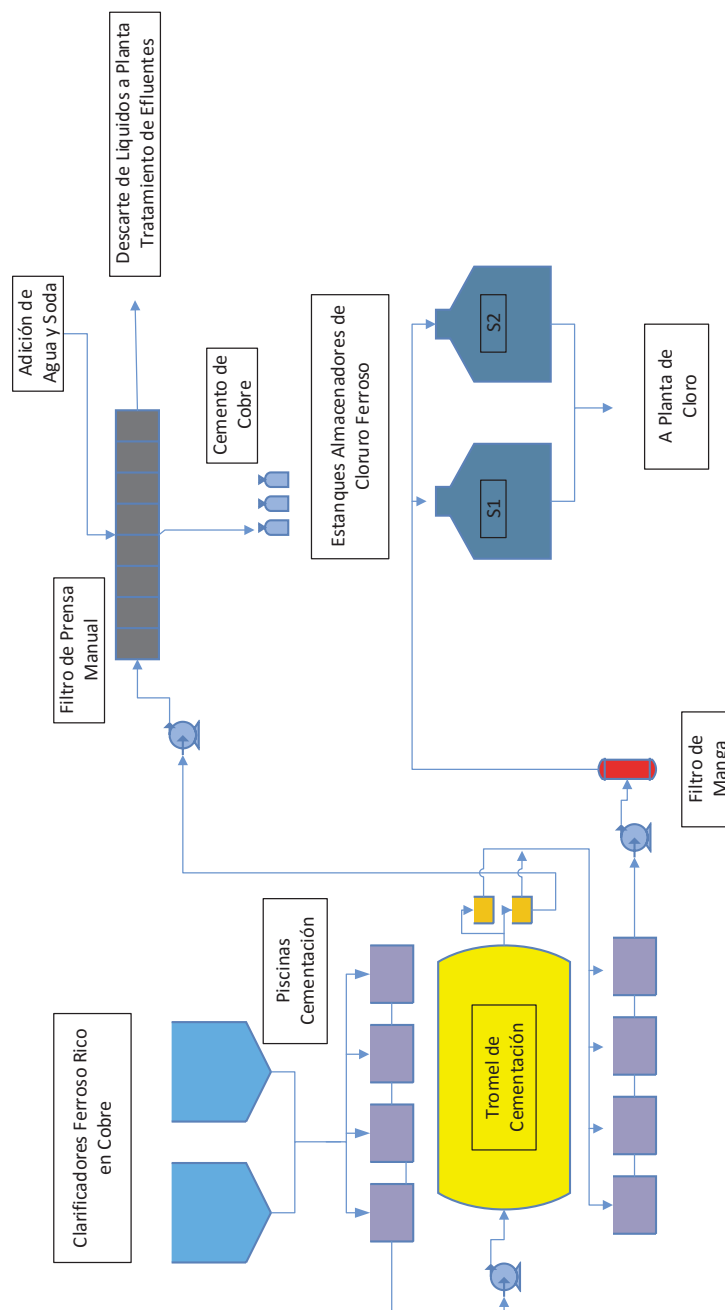 Clarificadores Ferroso Rico
en Cobre
Piscinas
Cementación
Tromel de
Cementación
Filtro de Prensa
Manual
Adición de
Agua y Soda
Descarte de Liquidos a Planta
Tratamiento de Efluentes
Cemento de
Cobre
Estanques Almacenadores de
Cloruro Ferroso
S1
S2
Filtro de
Manga
A Planta de
Cloro